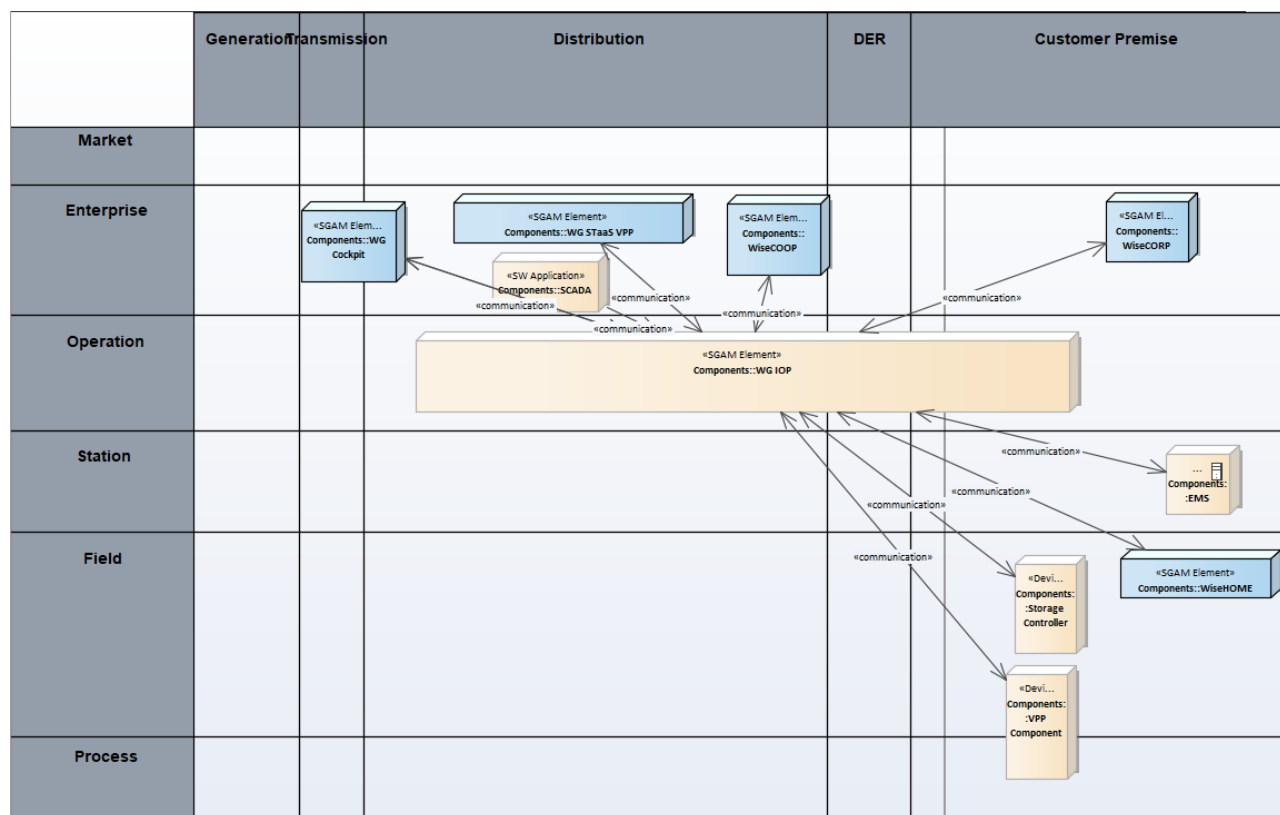 Generation
Transmission
Distribution
DER
Customer Premise
Market
Enterprise
«SGAM Elem...
Components::WG
Cockpit
«SGAM Element»
Components::WG STaaS VPP
«SGAM Elem...
Components::
WiseCOOP
«SGAM El...
Components::
WiseCORP
«SW Application»
Components::SCADA
«communication»
«communication»
«communication»
«communication»
«communication»
Operation
«SGAM Element»
Components::WG IOP
Station
«communication»
...
Components:
:EMS
«communication»
«communication»
Field
«communication»
«Devi...
Components:
:Storage
Controller
«SGAM Element»
Components::WiseHOME
«Devi...
Components:
:VPP
Component
Process